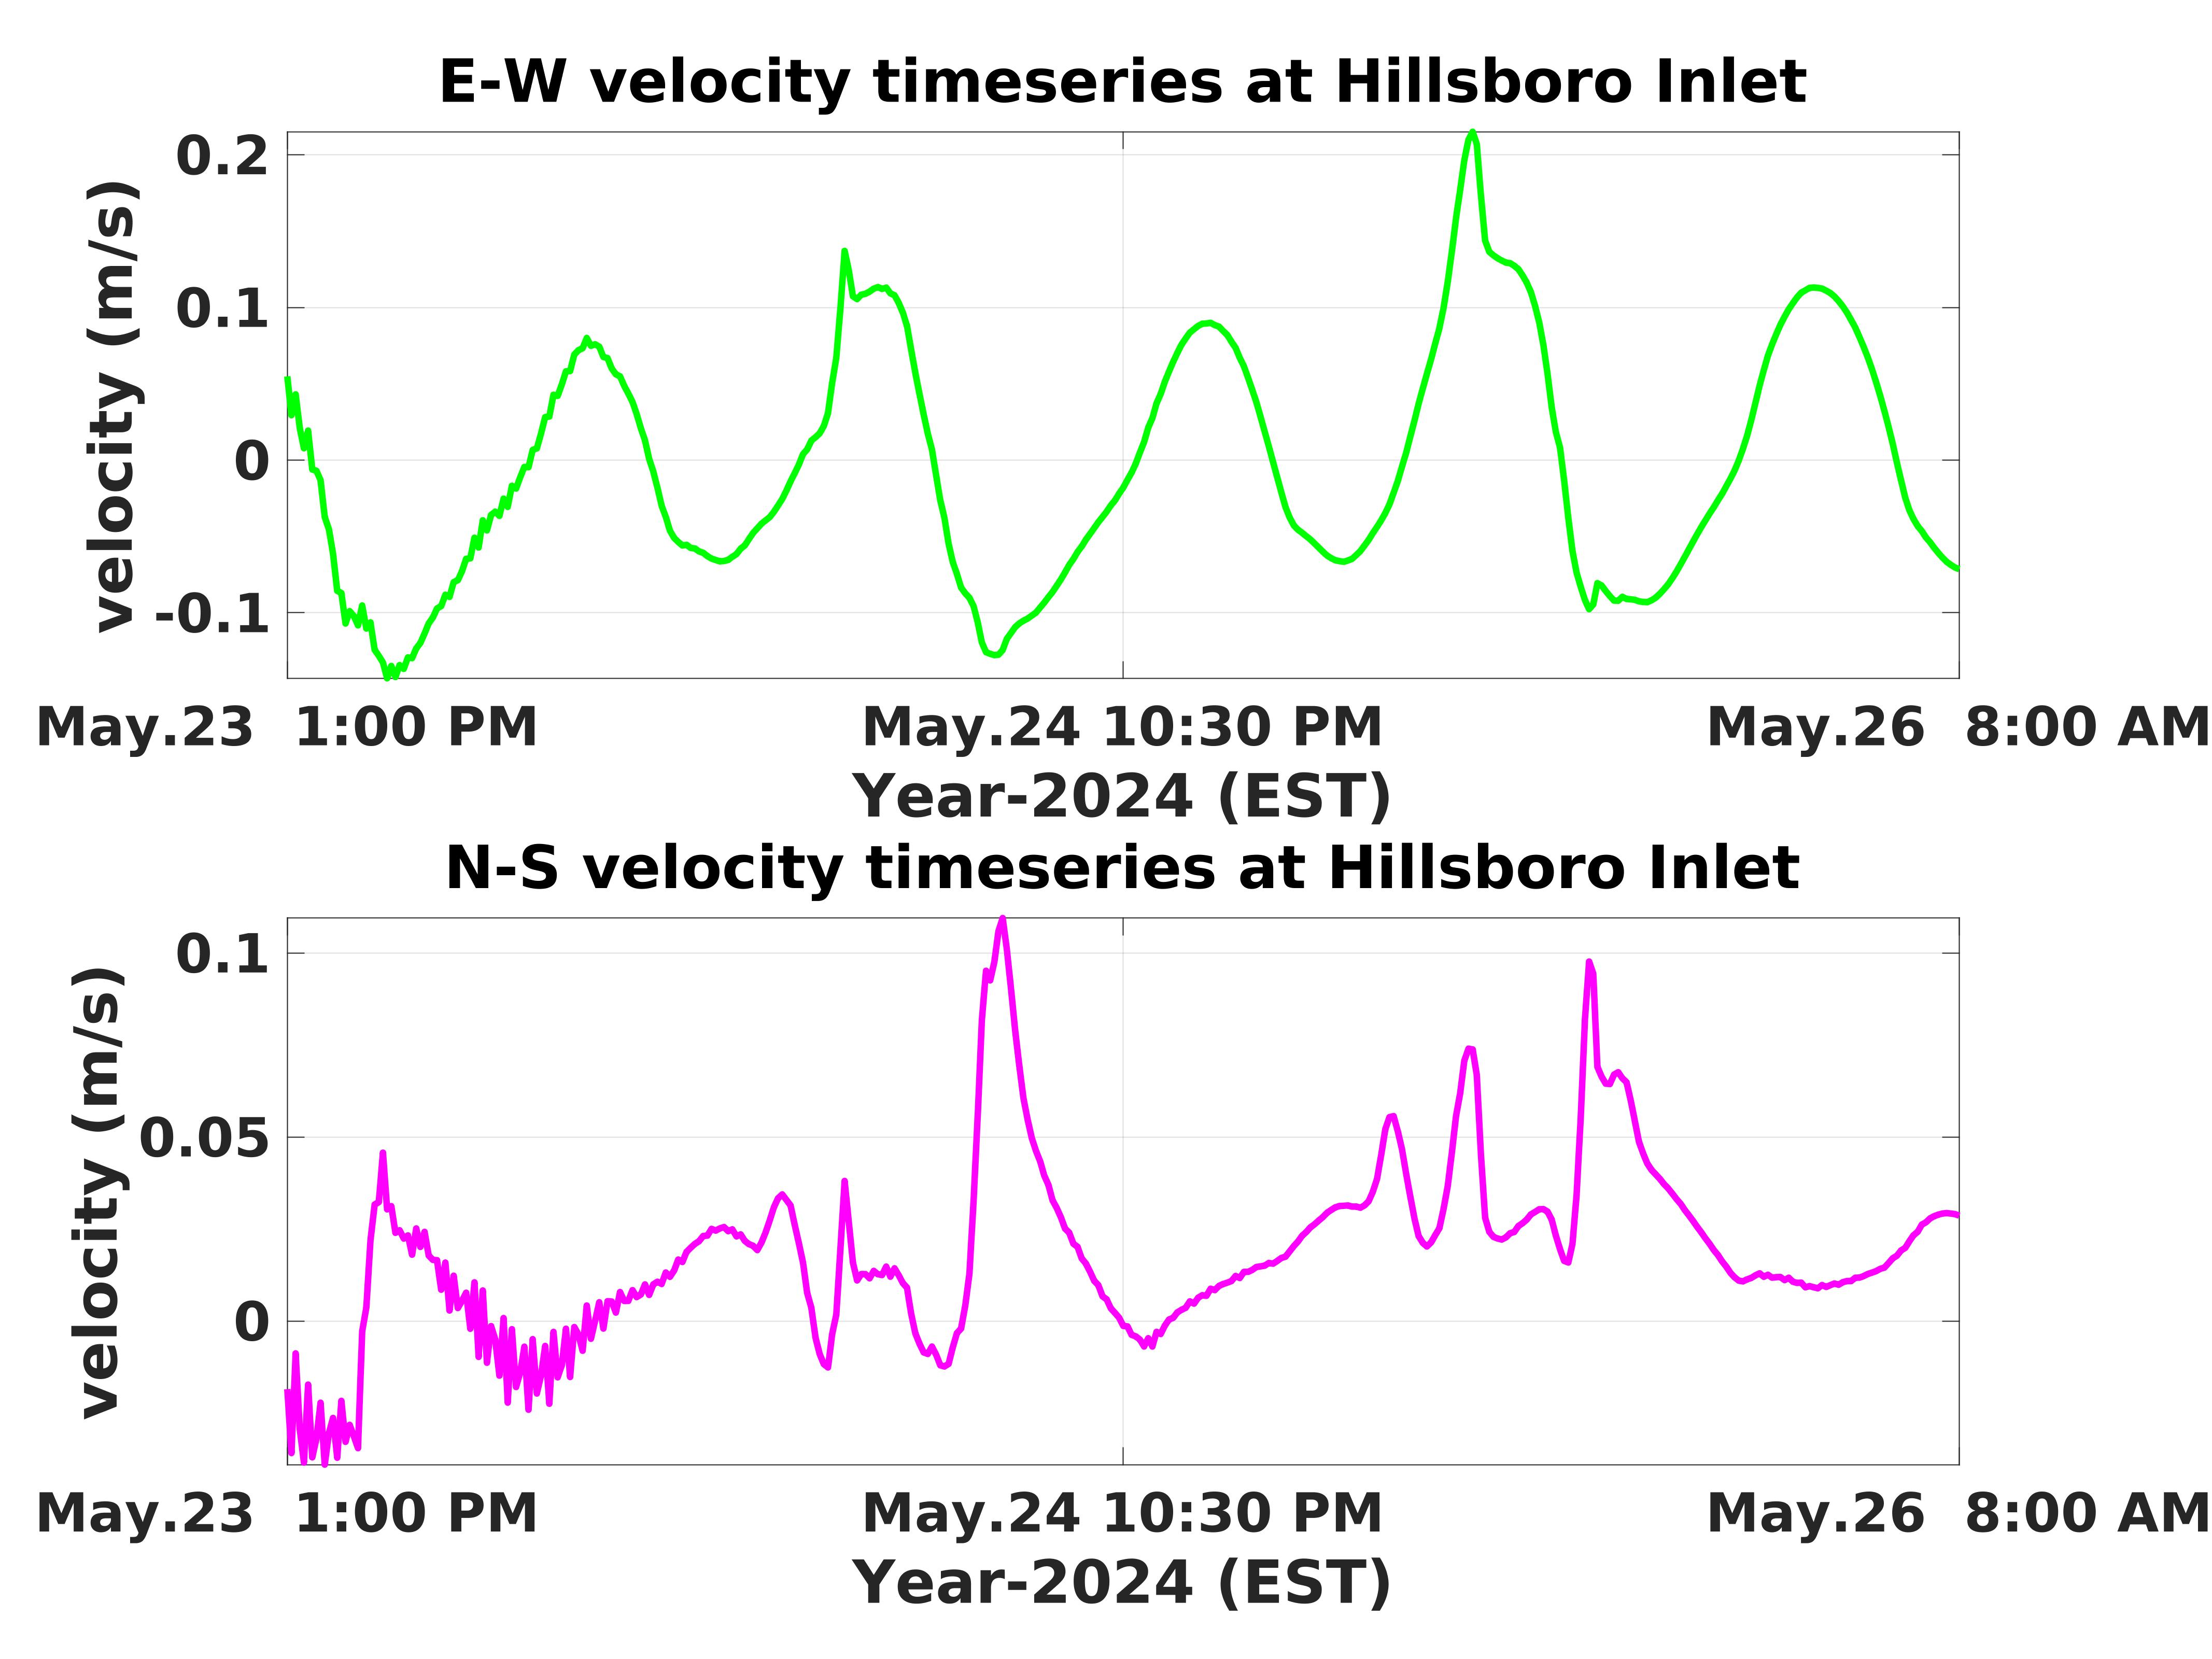 E-W velocity timeseries at Hillsboro Inlet
velocity (m/s)
0.2
0.1
0
-0.1
May.23  1:00 PM
May.24 10:30 PM
May.26  8:00 AM
Year-2024 (EST)
N-S velocity timeseries at Hillsboro Inlet
velocity (m/s)
0.1
0.05
0
May.23  1:00 PM
May.24 10:30 PM
May.26  8:00 AM
Year-2024 (EST)